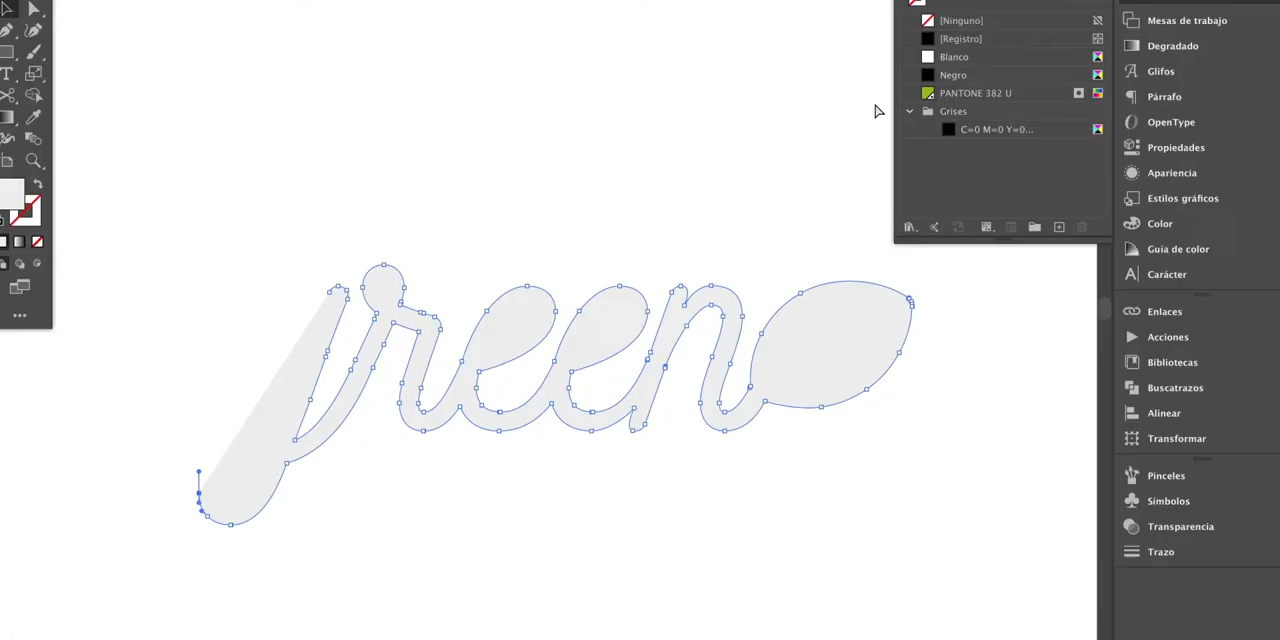 [Ninguno]
[Registro]
Blanco
Negro
PANTONE 382 U
Grises
C=0 M=0 Y=0...
Mesas de trabajo
Degradado
Glifos
Párrafo
OpenType
Propiedades
Apariencia
Estilos gráficos
Color
Guía de color
Carácter
Enlaces
Acciones
Bibliotecas
Buscatrazos
Alinear
Transformar
Pinceles
Símbolos
Transparencia
Trazo
green